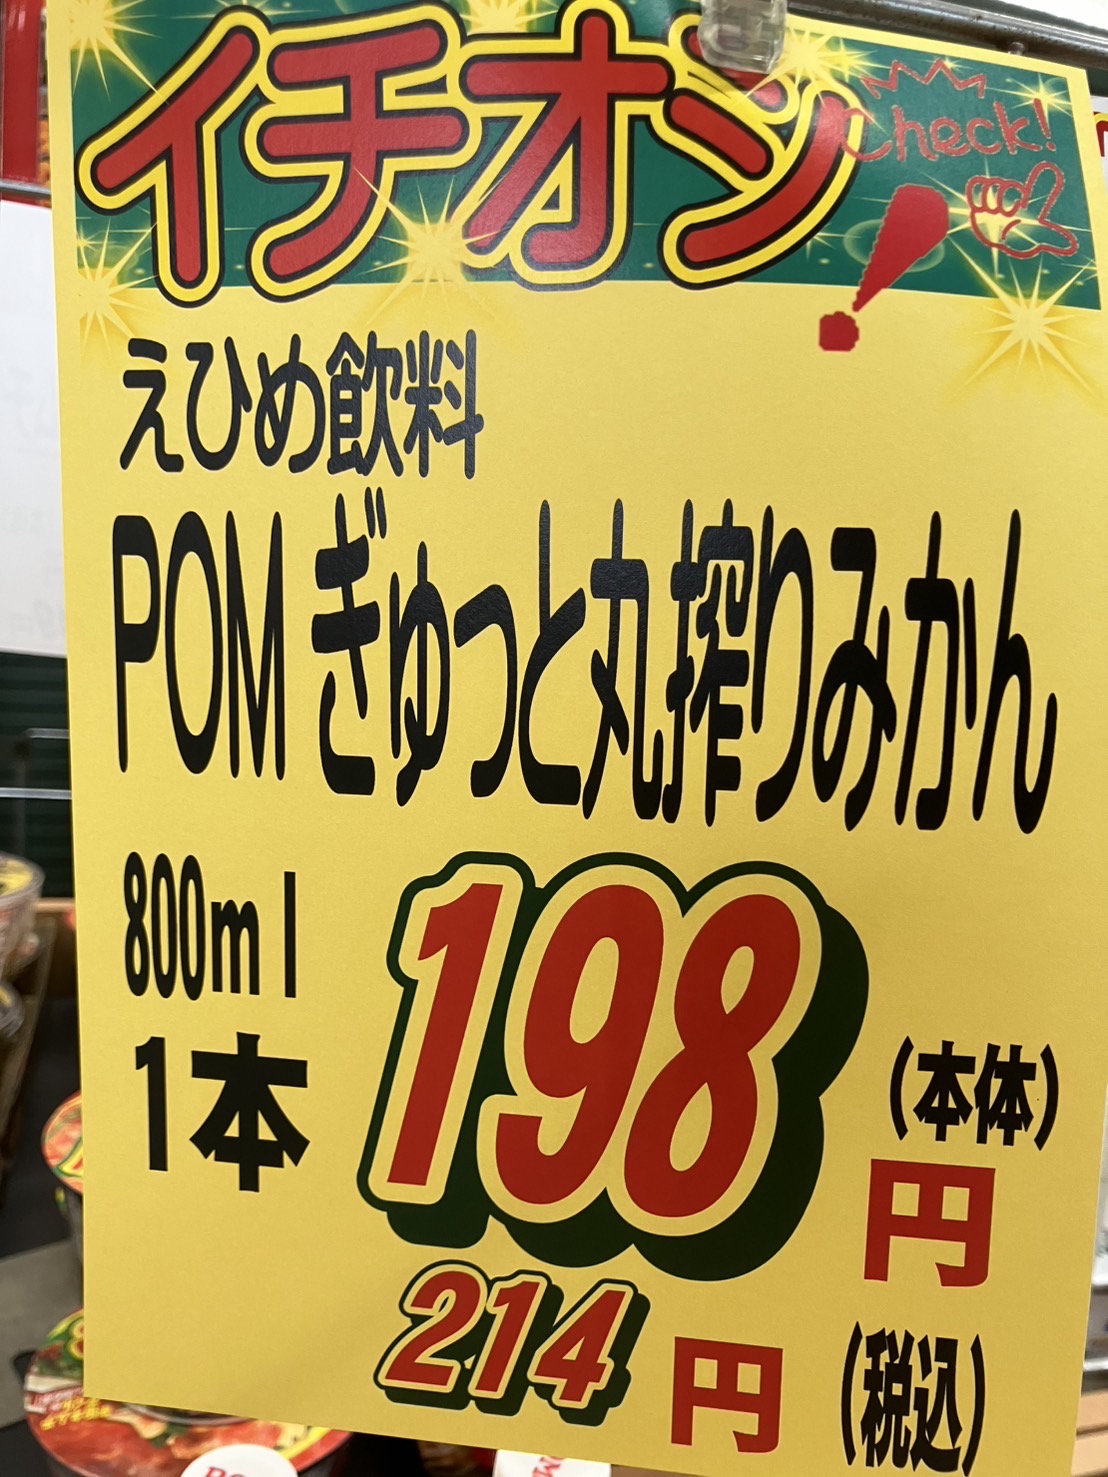 イチオシ!
Check!
えひめ飲料
POM ぎゅっと丸搾りみかん
800ml
1本
198
(本体)
円
214円
(税込)